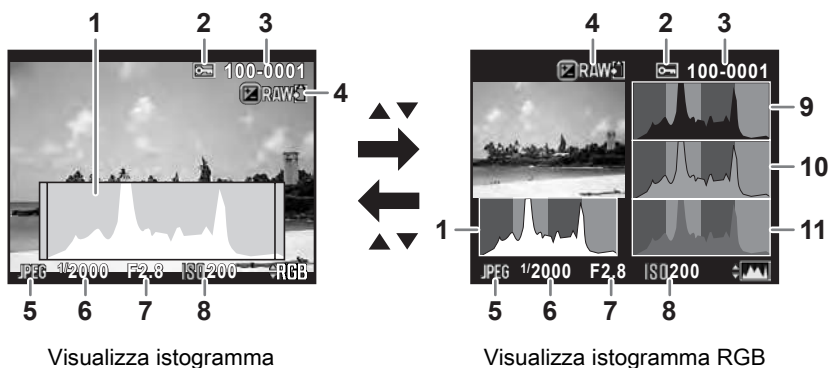 1 2 3
100-0001
RAW 4
JPEG 1/2000 F2.8 ISO200 RGB
5 6 7 8
Visualizza istogramma
4 2 3
RAW 100-0001
9
10
1 11
JPEG 1/2000 F2.8 ISO200
5 6 7 8
Visualizza istogramma RGB